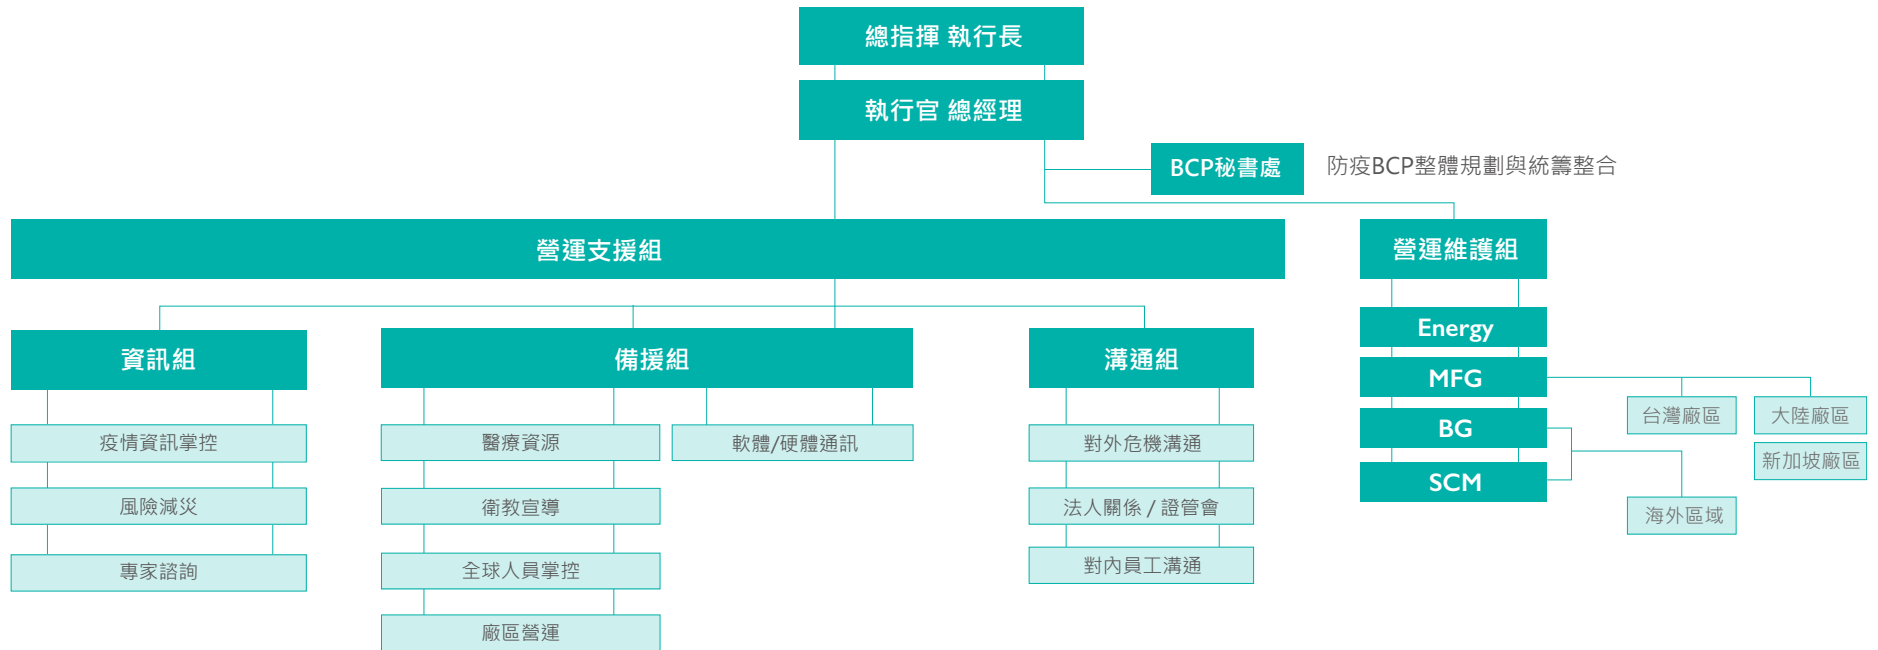 總指揮 執行長
執行官 總經理
BCP秘書處
防疫BCP整體規劃與統籌整合
營運支援組
營運維護組
資訊組
疫情資訊掌控
風險減災
專家諮詢
備援組
醫療資源
衛教宣導
全球人員掌控
廠區營運
軟體/硬體通訊
溝通組
對外危機溝通
法人關係 / 證管會
對內員工溝通
Energy
MFG
BG
SCM
台灣廠區
大陸廠區
新加坡廠區
海外區域